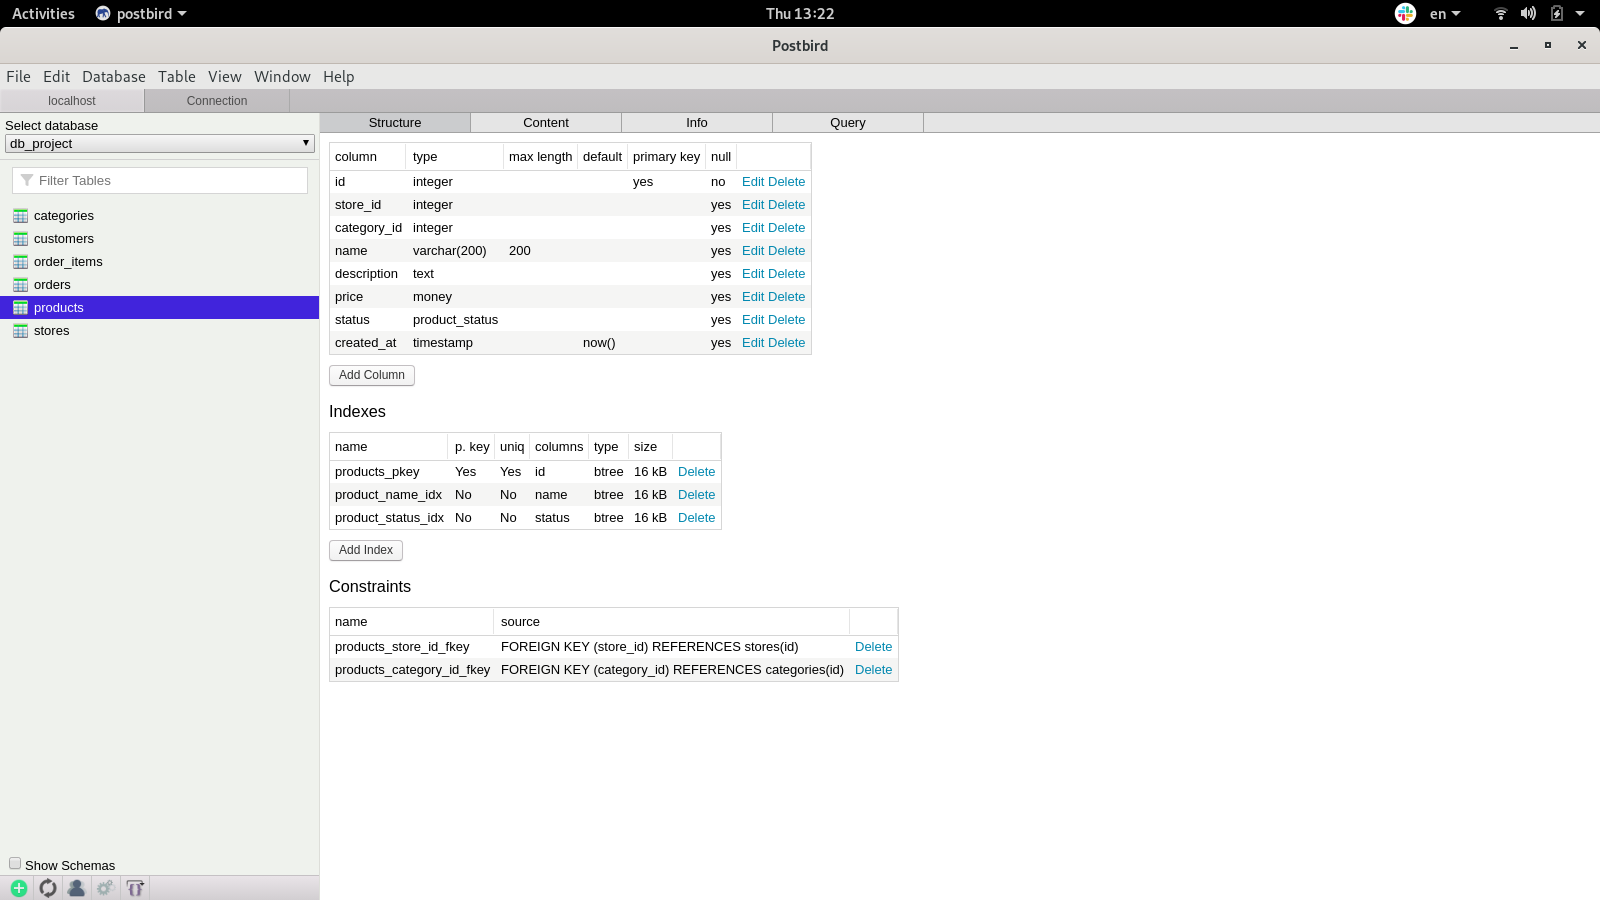 Activities postbird Thu 13:22 en
Postbird
File Edit Database Table View Window Help
localhost Connection
Select database
db_project
Filter Tables
categories
customers
order_items
orders
products
stores
Show Schemas
Structure Content Info Query
column type max length default primary key null
id integer yes no Edit Delete
store_id integer yes Edit Delete
category_id integer yes Edit Delete
name varchar(200) 200 yes Edit Delete
description text yes Edit Delete
price money yes Edit Delete
status product_status yes Edit Delete
created_at timestamp now() yes Edit Delete
Add Column
Indexes
name p. key uniq columns type size
products_pkey Yes Yes id btree 16 kB Delete
product_name_idx No No name btree 16 kB Delete
product_status_idx No No status btree 16 kB Delete
Add Index
Constraints
name source
products_store_id_fkey FOREIGN KEY (store_id) REFERENCES stores(id) Delete
products_category_id_fkey FOREIGN KEY (category_id) REFERENCES categories(id) Delete